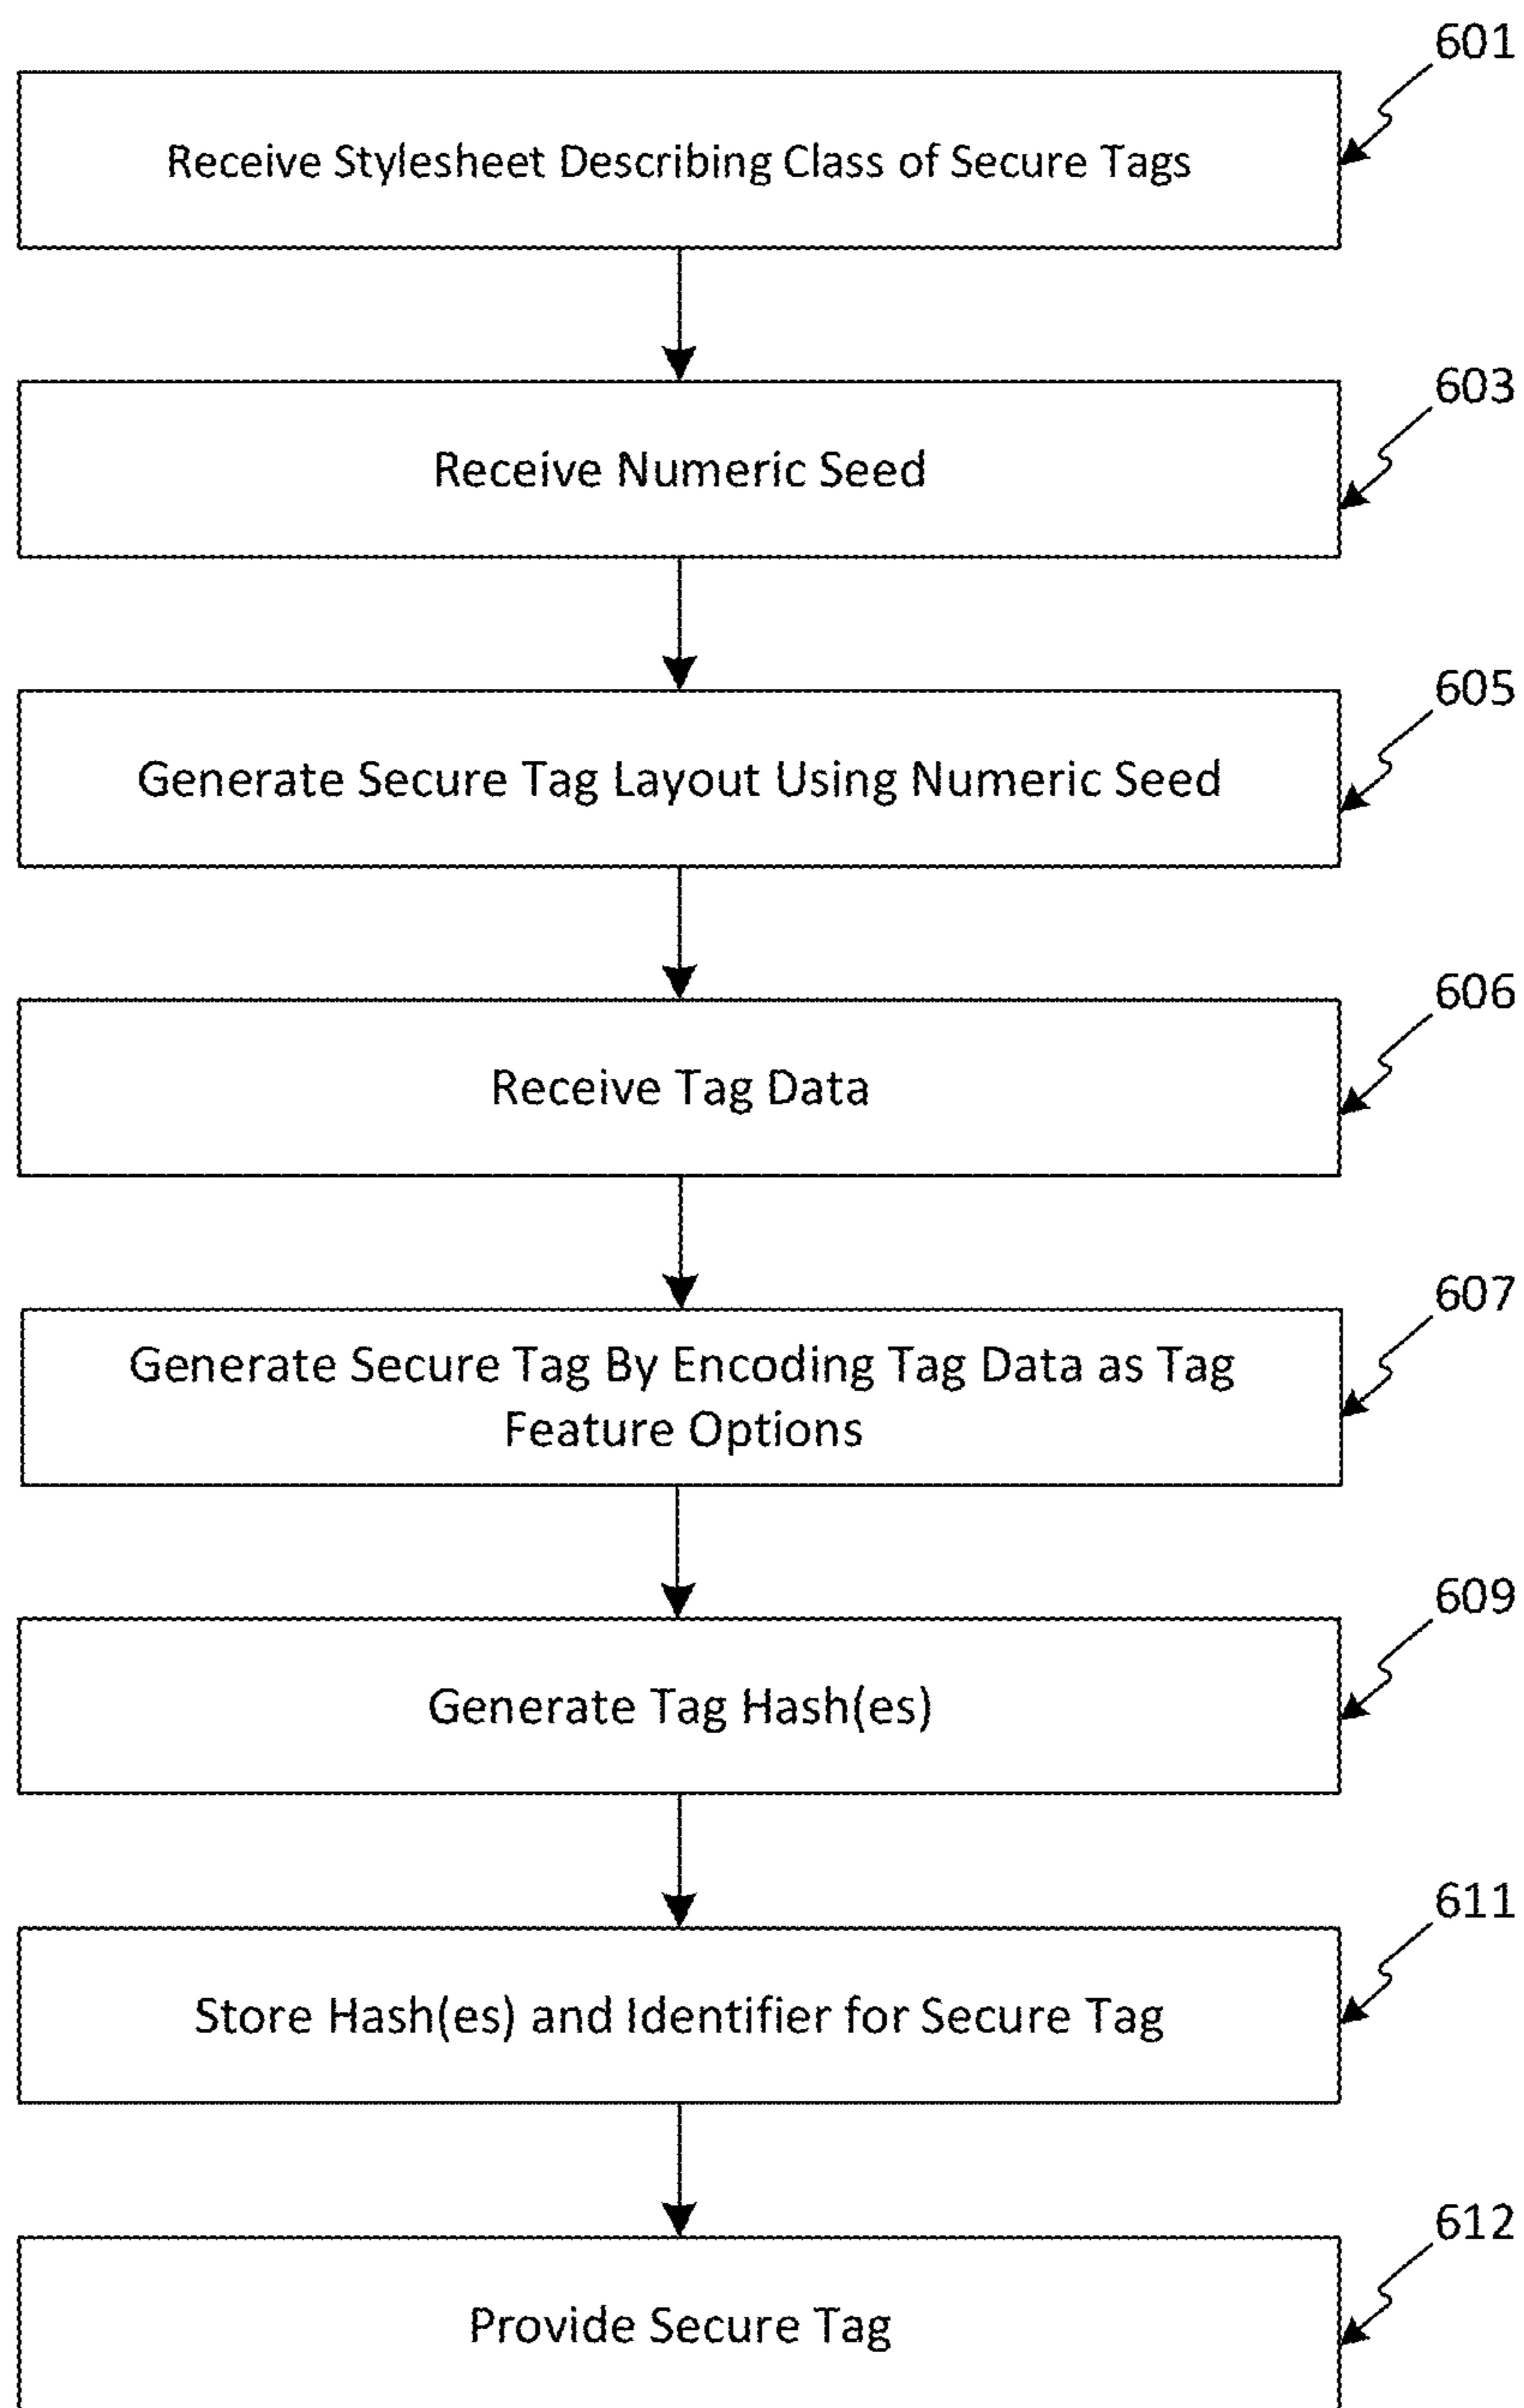 601
Receive Stylesheet Describing Class of Secure Tags
603
Receive Numeric Seed
605
Generate Secure Tag Layout Using Numeric Seed
606
Receive Tag Data
607
Generate Secure Tag By Encoding Tag Data as Tag
Feature Options
609
Generate Tag Hash(es)
611
Store Hash(es) and Identifier for Secure Tag
612
Provide Secure Tag